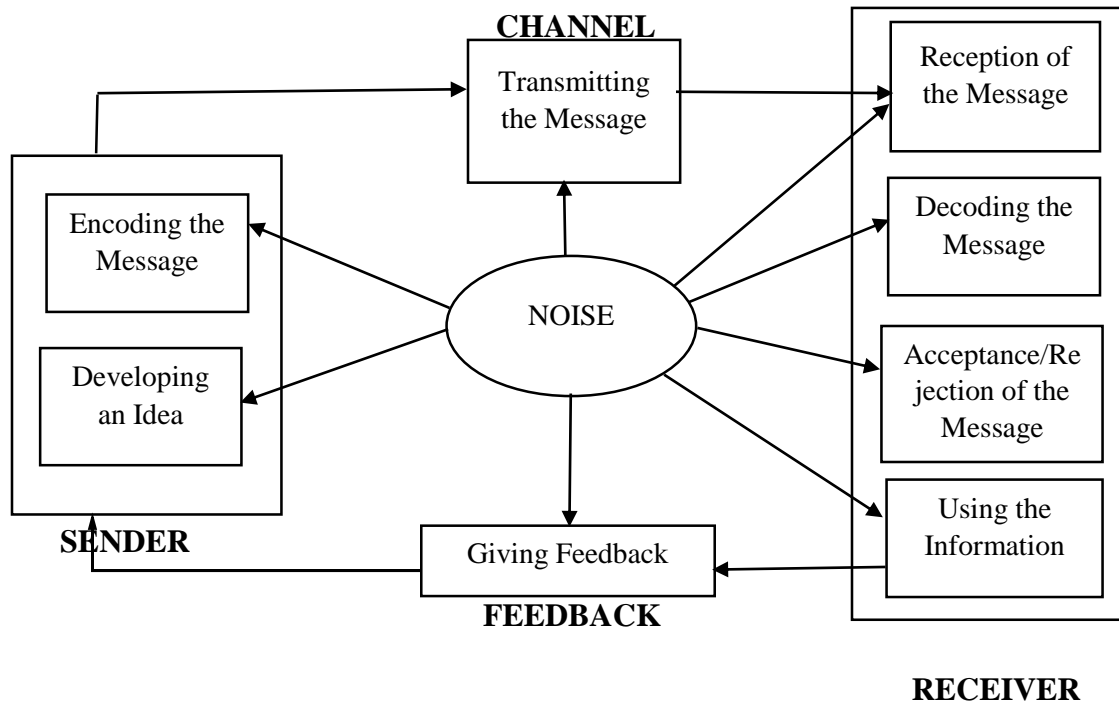 CHANNEL
Transmitting
the Message
Reception of
the Message
Encoding the
Message
Decoding the
Message
NOISE
Developing
an Idea
Acceptance/Re
jection of the
Message
SENDER
Giving Feedback
FEEDBACK
Using the
Information
RECEIVER